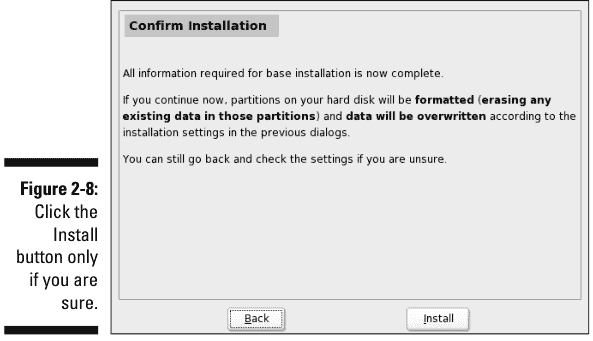 Confirm Installation
All information required for base installation is now complete.
If you continue now, partitions on your hard disk will be formatted (erasing any
existing data in those partitions) and data will be overwritten according to the
installation settings in the previous dialogs.
You can still go back and check the settings if you are unsure.
Back
Install
Figure 2-8:
Click the
Install
button only
if you are
sure.